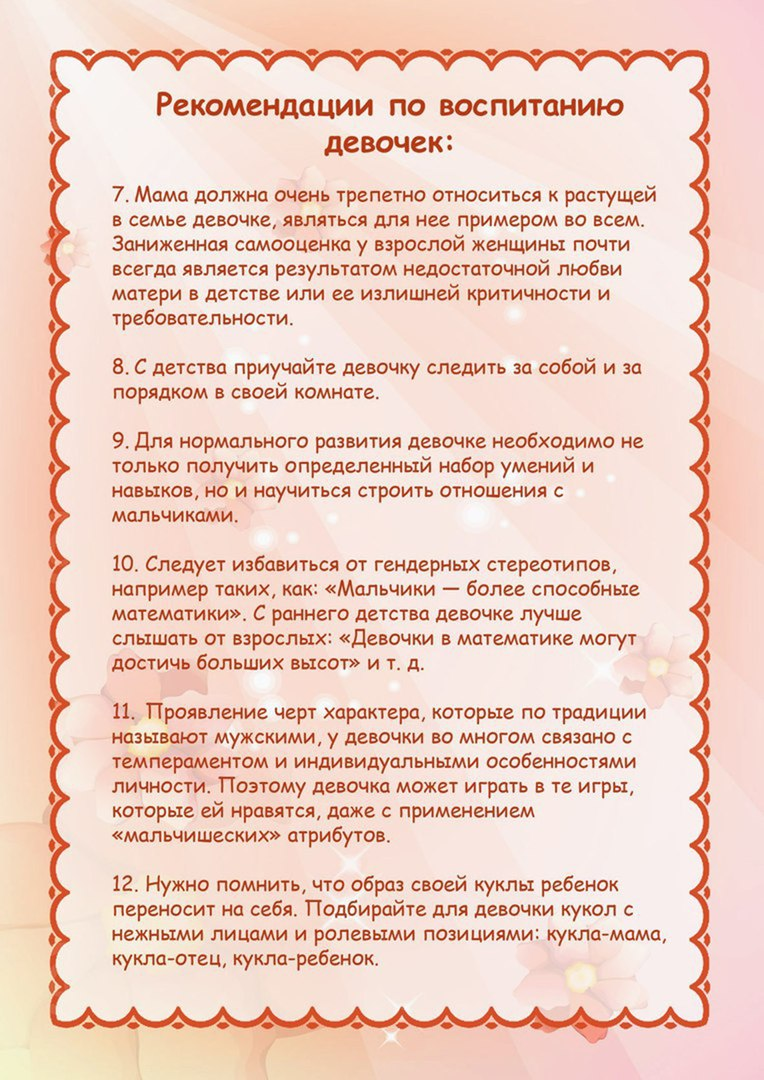 Рекомендации по воспитанию
девочек:
7. Мама должна очень трепетно относиться к растущей
в семье девочке, являться для нее примером во всем.
Заниженная самооценка у взрослой женщины почти
всегда является результатом недостаточной любви
матери в детстве или ее излишней критичности и
требовательности.
8. С детства приучайте девочку следить за собой и за
порядком в своей комнате.
9. Для нормального развития девочке необходимо не
только получить определенный набор умений и
навыков, но и научиться строить отношения с
мальчиками.
10. Следует избавиться от гендерных стереотипов,
например таких, как: «Мальчики — более способные
математики». С раннего детства девочке лучше
слышать от взрослых: «Девочки в математике могут
достичь больших высот» и т. д.
11. Проявление черт характера, которые по традиции
называют мужскими, у девочки во многом связано с
темпераментом и индивидуальными особенностями
личности. Поэтому девочка может играть в те игры,
которые ей нравятся, даже с применением
«мальчишеских» атрибутов.
12. Нужно помнить, что образ своей куклы ребенок
переносит на себя. Подбирайте для девочки кукол с
нежными лицами и ролевыми позициями: кукла-мама,
кукла-отец, кукла-ребенок.